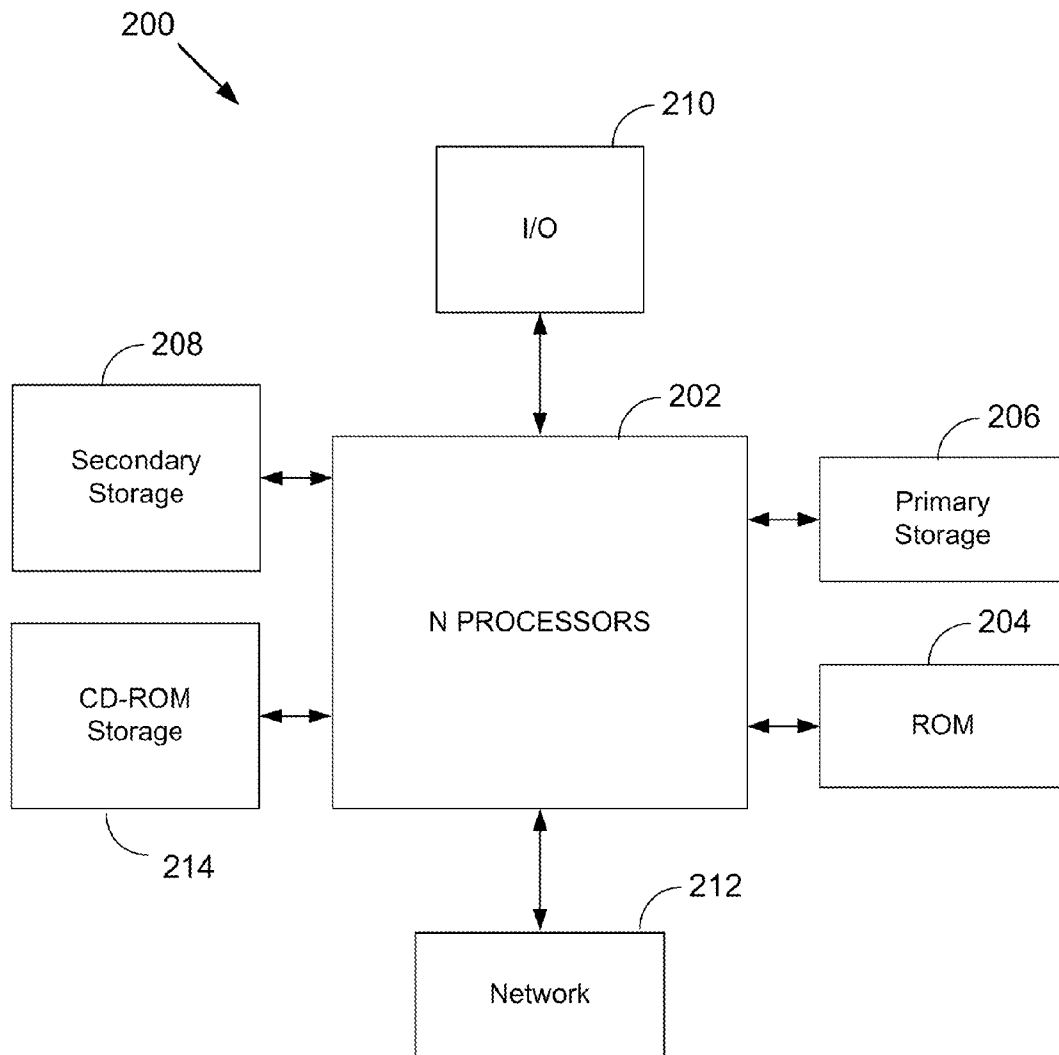 200
210
I/O
208
202
206
Secondary
Storage
Primary
Storage
N PROCESSORS
204
CD-ROM
Storage
ROM
214
212
Network